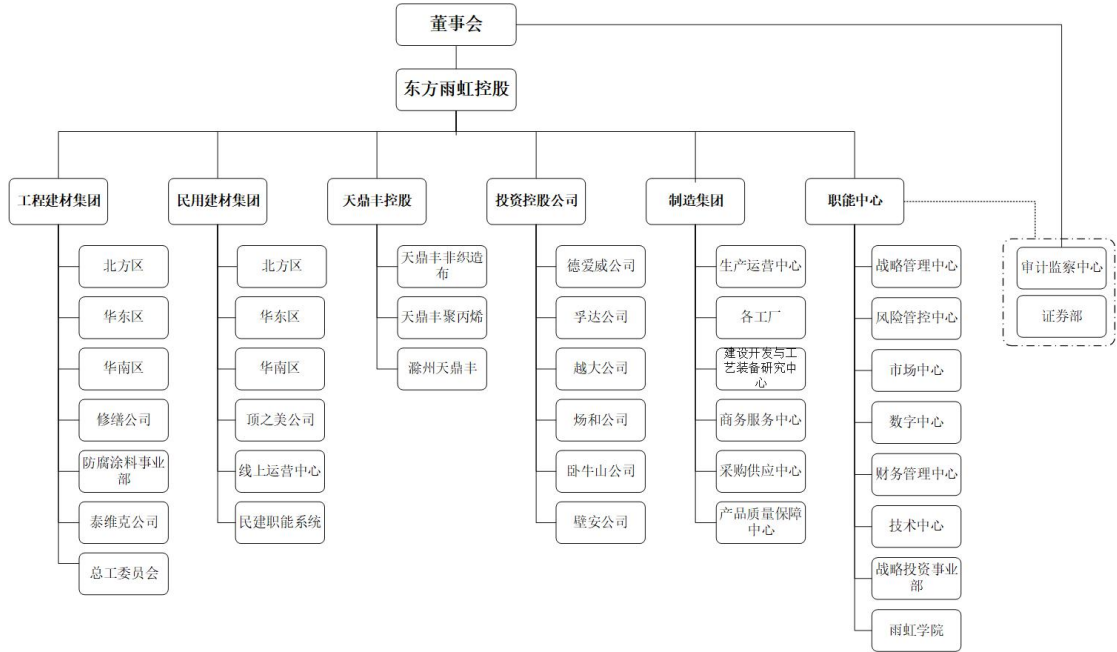 董事会
东方雨虹控股
工程建材集团
民用建材集团
天鼎丰控股
投资控股公司
制造集团
职能中心
北方区
华东区
华南区
修缮公司
防腐涂料事业
部
泰维克公司
总工委员会
北方区
华东区
华南区
顶之美公司
线上运营中心
民建职能系统
天鼎丰非织造
布
天鼎丰聚丙烯
滁州天鼎丰
德爱威公司
孚达公司
越大公司
炀和公司
卧牛山公司
壁安公司
生产运营中心
各工厂
建设开发与工
艺装备研究中
心
商务服务中心
采购供应中心
产品质量保障
中心
战略管理中心
风险管控中心
市场中心
数字中心
财务管理中心
技术中心
战略投资事业
部
雨虹学院
审计监察中心
证券部